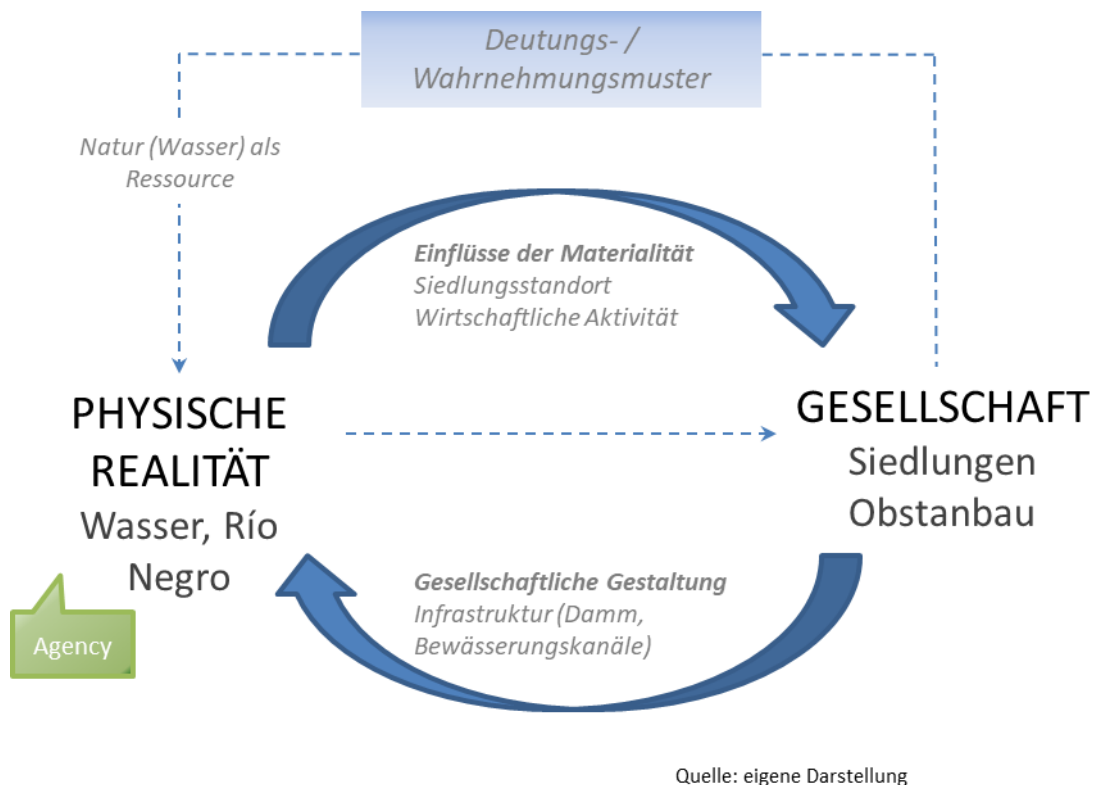 Deutungs- /
Wahrnehmungsmuster
Natur (Wasser) als
Ressource
Einflüsse der Materialität
Siedlungsstandort
Wirtschaftliche Aktivität
PHYSISCHE
REALITÄT
Wasser, Río
Negro
GESELLSCHAFT
Siedlungen
Obstanbau
Gesellschaftliche Gestaltung
Infrastruktur (Damm,
Bewässerungskanäle)
Agency
Quelle: eigene Darstellung